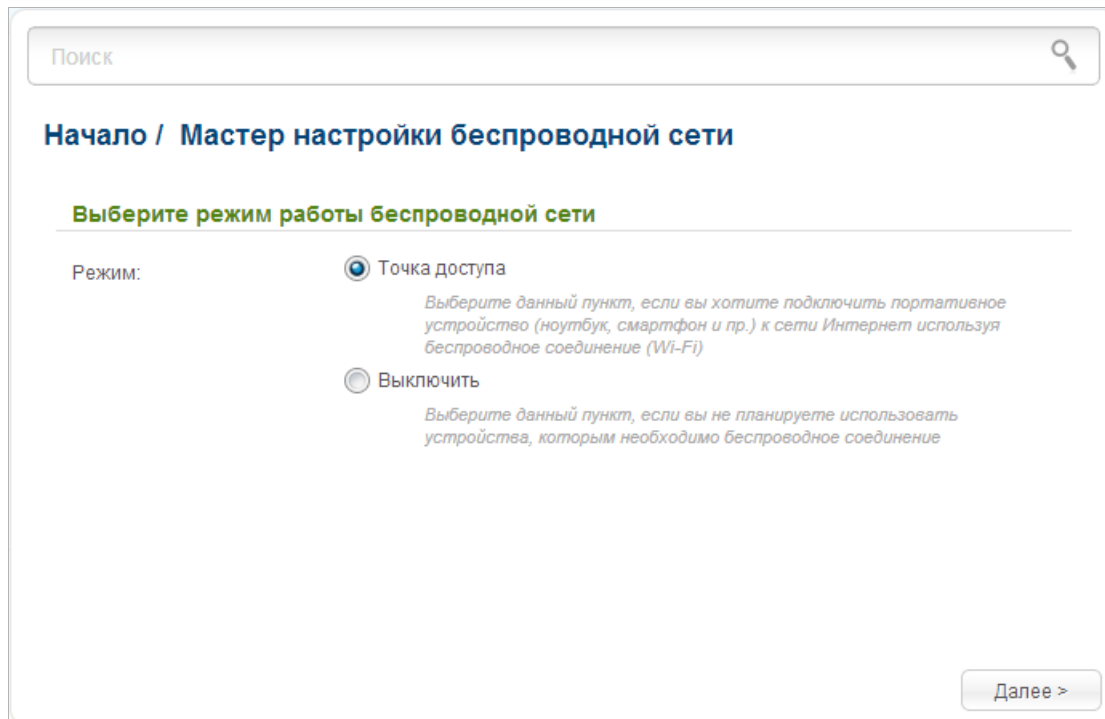 Поиск
Начало / Мастер настройки беспроводной сети
Выберите режим работы беспроводной сети
Режим:
Точка доступа
Выберите данный пункт, если вы хотите подключить портативное
устройство (ноутбук, смартфон и пр.) к сети Интернет используя
беспроводное соединение (Wi-Fi)
Выключить
Выберите данный пункт, если вы не планируете использовать
устройства, которым необходимо беспроводное соединение
Далее >